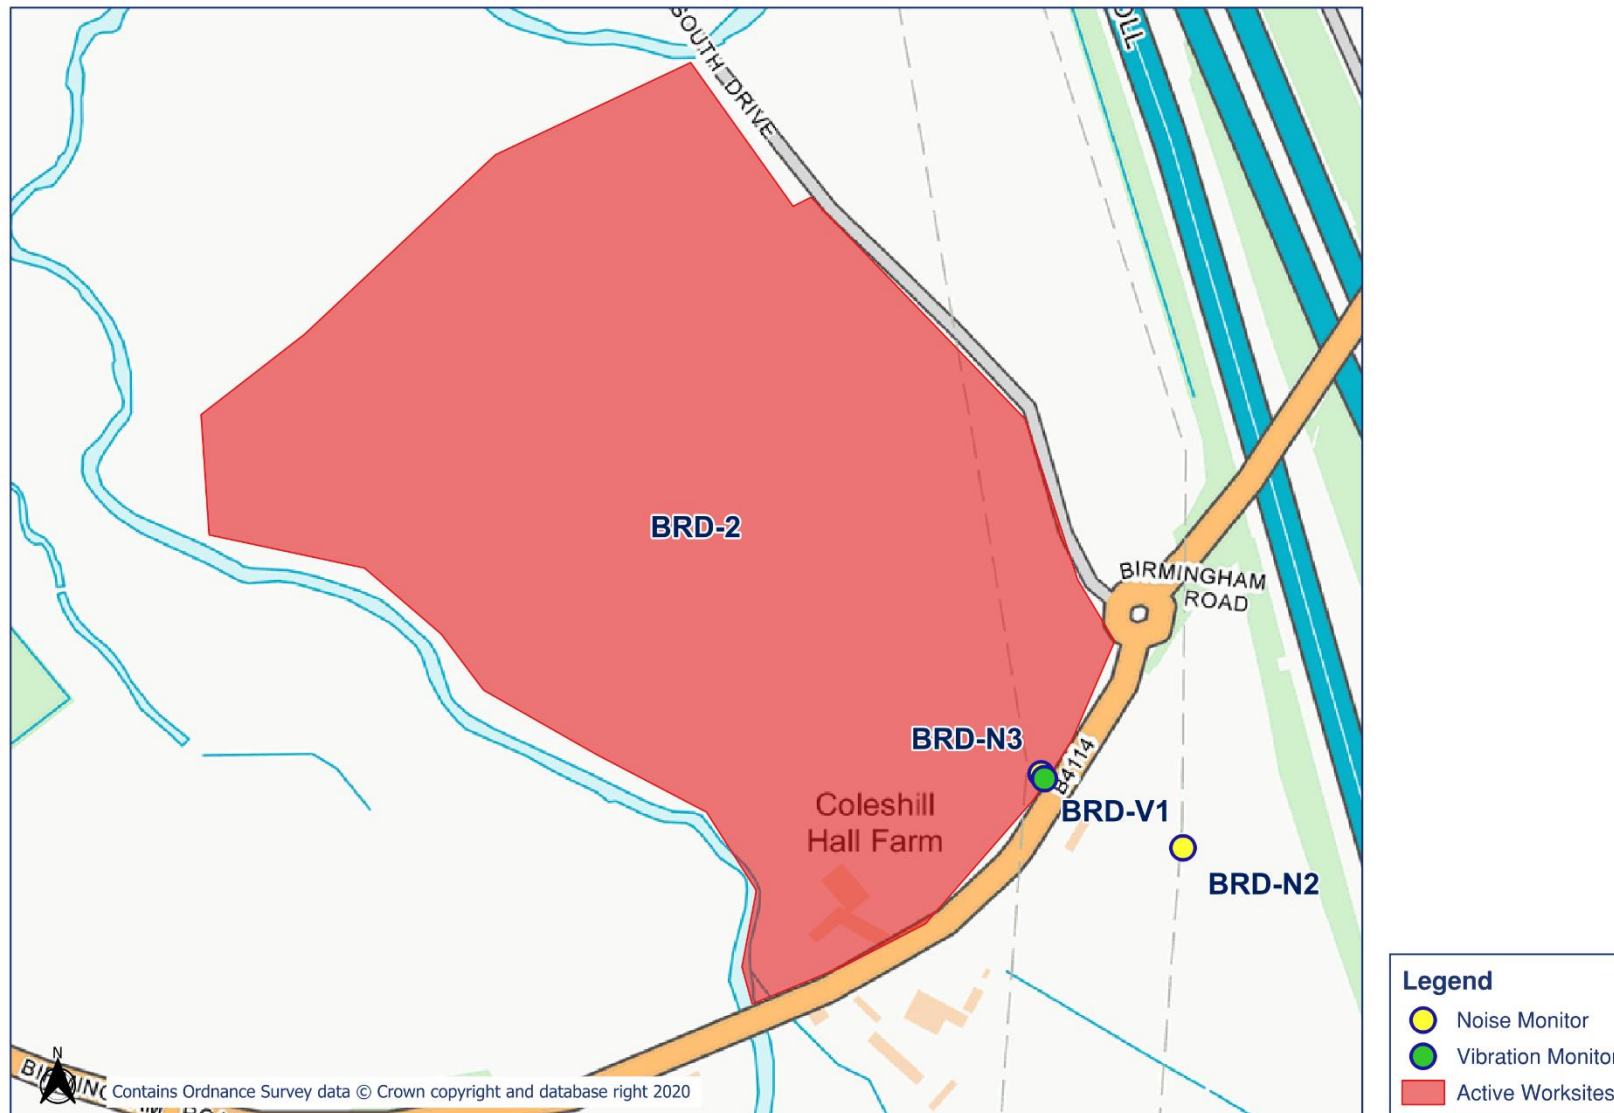 SOUTH DRIVE
OLL
BRD-2
BIRMINGHAM
ROAD
BRD-N3
B4114
Coleshill
Hall Farm
BRD-V1
BRD-N2
N
Contains Ordnance Survey data © Crown copyright and database right 2020
Legend
Noise Monitor
Vibration Monitor
Active Worksites